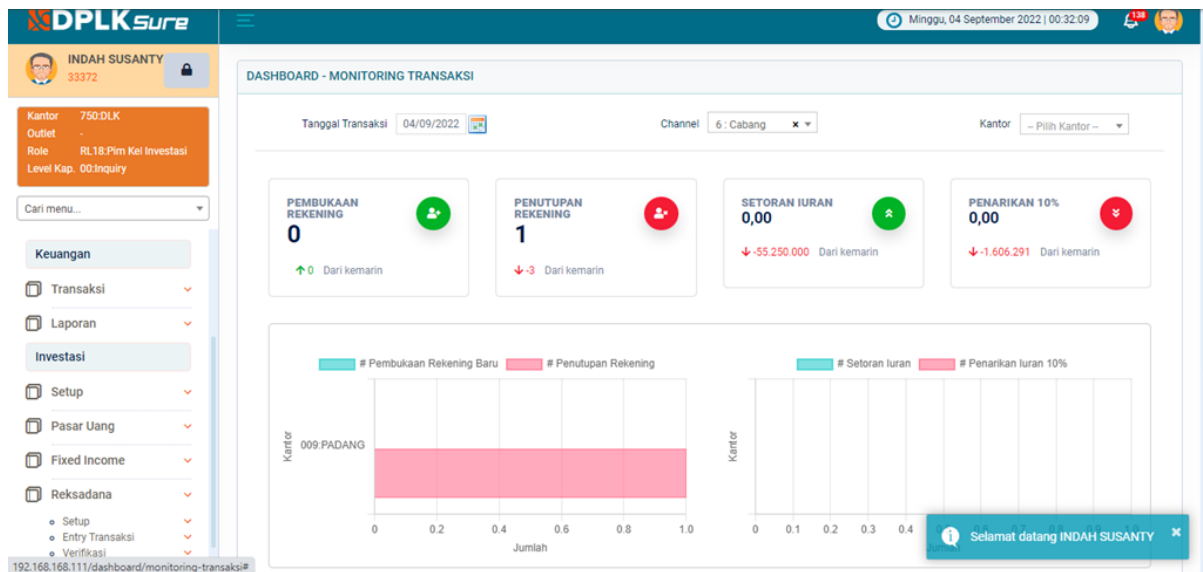 DPLKSure
Minggu, 04 September 2022 | 00:32:09
138
INDAH SUSANTY
33372
Kantor 750:DLK
Outlet -
Role RL18:Pim Kel Investasi
Level Kap. 00:Inquiry
Cari menu...
Keuangan
Transaksi
Laporan
Investasi
Setup
Pasar Uang
Fixed Income
Reksadana
Setup
Entry Transaksi
Verifikasi
192.168.168.111/dashboard/monitoring-transaksi#
DASHBOARD - MONITORING TRANSAKSI
Tanggal Transaksi 04/09/2022 Channel 6 : Cabang × Kantor -- Pilih Kantor --
PEMBUKAAN
REKENING
0
0 Dari kemarin
PENUTUPAN
REKENING
1
-3 Dari kemarin
SETORAN IURAN
0,00
-55.250.000 Dari kemarin
PENARIKAN 10%
0,00
-1.606.291 Dari kemarin
# Pembukaan Rekening Baru # Penutupan Rekening
Kantor
009:PADANG
0 0.2 0.4 0.6 0.8 1.0
Jumlah
# Setoran Iuran # Penarikan Iuran 10%
Kantor
0 0.1 0.2 0.3 0.4
Selamat datang INDAH SUSANTY ×